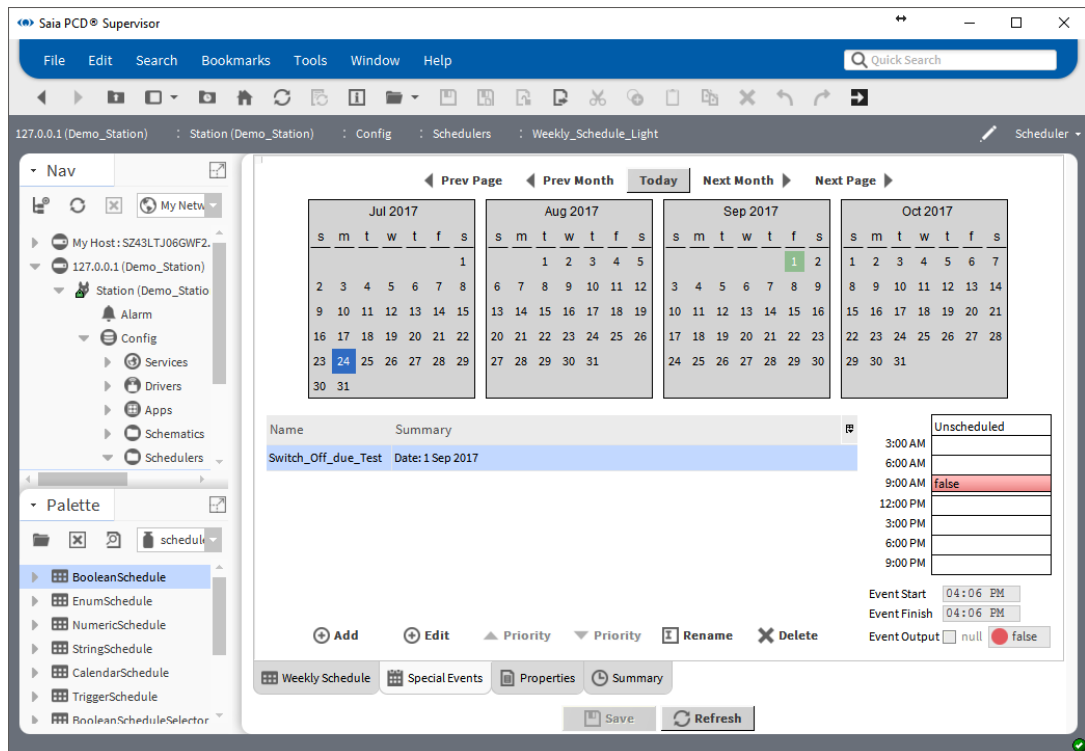 Saia PCD® Supervisor
File Edit Search Bookmarks Tools Window Help
Quick Search
127.0.0.1 (Demo_Station) : Station (Demo_Station) : Config : Schedulers : Weekly_Schedule_Light
Scheduler
Nav
My Netw
My Host : SZ43LTJ06GWF2.
127.0.0.1 (Demo_Station)
Station (Demo_Statio
Alarm
Config
Services
Drivers
Apps
Schematics
Schedulers
Palette
schedule
BooleanSchedule
EnumSchedule
NumericSchedule
StringSchedule
CalendarSchedule
TriggerSchedule
BooleanScheduleSelector
Prev Page Prev Month Today Next Month Next Page
Jul 2017
s m t w t f s
1
2 3 4 5 6 7 8
9 10 11 12 13 14 15
16 17 18 19 20 21 22
23 24 25 26 27 28 29
30 31
Aug 2017
s m t w t f s
1 2 3 4 5
6 7 8 9 10 11 12
13 14 15 16 17 18 19
20 21 22 23 24 25 26
27 28 29 30 31
Sep 2017
s m t w t f s
1 2
3 4 5 6 7 8 9
10 11 12 13 14 15 16
17 18 19 20 21 22 23
24 25 26 27 28 29 30
Oct 2017
s m t w t f s
1 2 3 4 5 6 7
8 9 10 11 12 13 14
15 16 17 18 19 20 21
22 23 24 25 26 27 28
29 30 31
Name Summary
Switch_Off_due_Test Date: 1 Sep 2017
Unscheduled
3:00 AM
6:00 AM
9:00 AM false
12:00 PM
3:00 PM
6:00 PM
9:00 PM
Event Start 04:06 PM
Event Finish 04:06 PM
Event Output null false
Add Edit Priority Priority Rename Delete
Weekly Schedule Special Events Properties Summary
Save Refresh